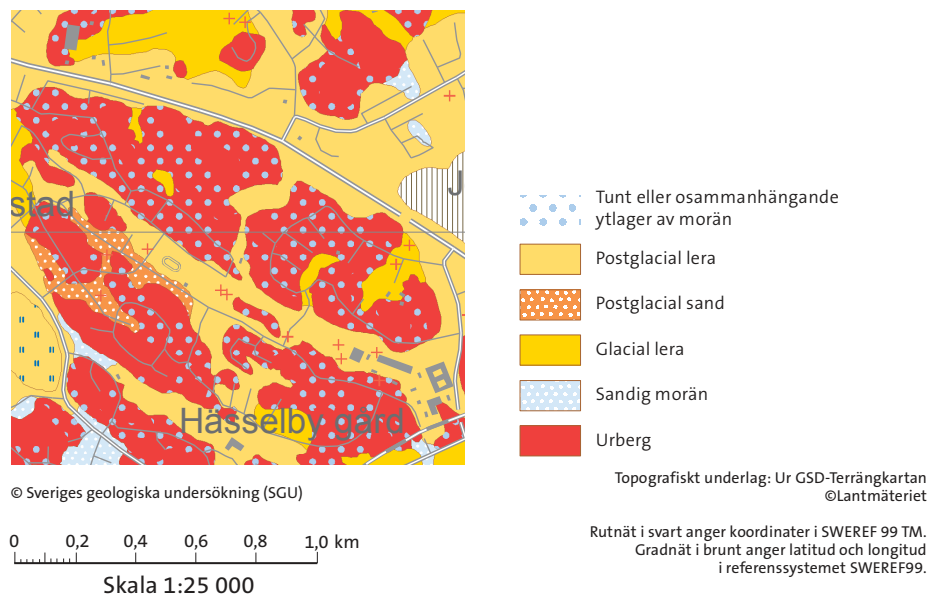 stad
J
Hässelby gård
Tunt eller osammanhängande
ytlager av morän
Postglacial lera
Postglacial sand
Glacial lera
Sandig morän
Urberg
© Sveriges geologiska undersökning (SGU)
Topografiskt underlag: Ur GSD-Terrängkartan
©Lantmäteriet
Rutnät i svart anger koordinater i SWEREF 99 TM.
Gradnät i brunt anger latitud och longitud
i referenssystemet SWEREF99.
0 0,2 0,4 0,6 0,8 1,0 km
Skala 1:25 000